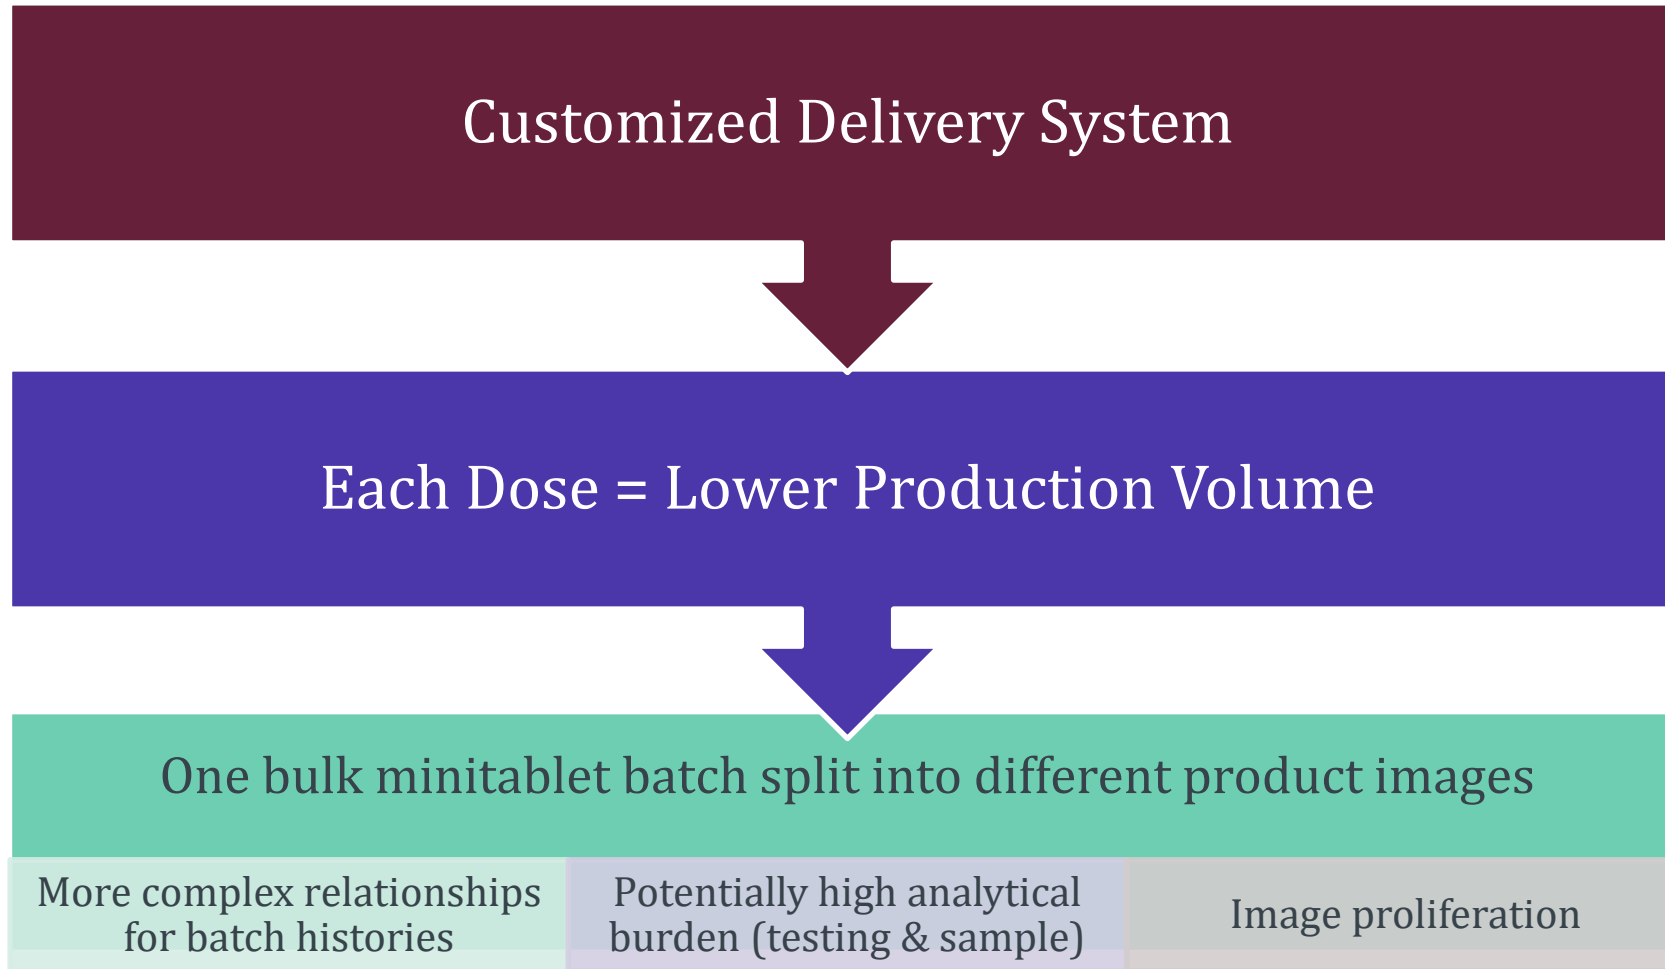 Customized Delivery System
Each Dose = Lower Production Volume
One bulk minitablet batch split into different product images
More complex relationships
for batch histories
Potentially high analytical
burden (testing & sample)
Image proliferation